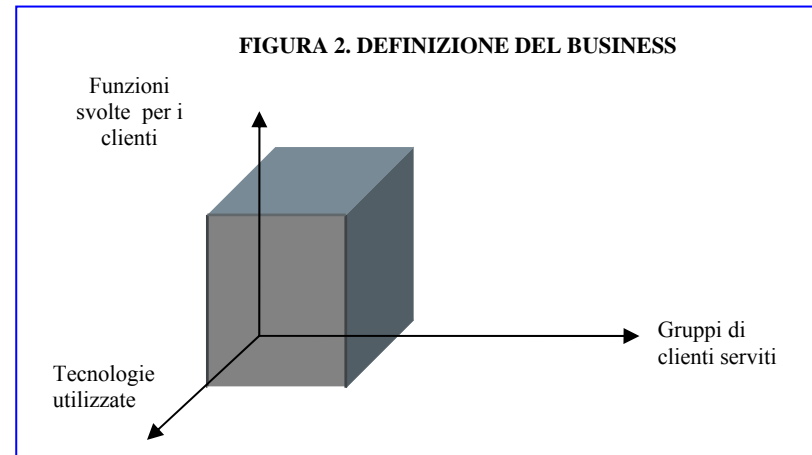 FIGURA 2. DEFINIZIONE DEL BUSINESS
Funzioni
svolte per i
clienti
Gruppi di
clienti serviti
Tecnologie
utilizzate